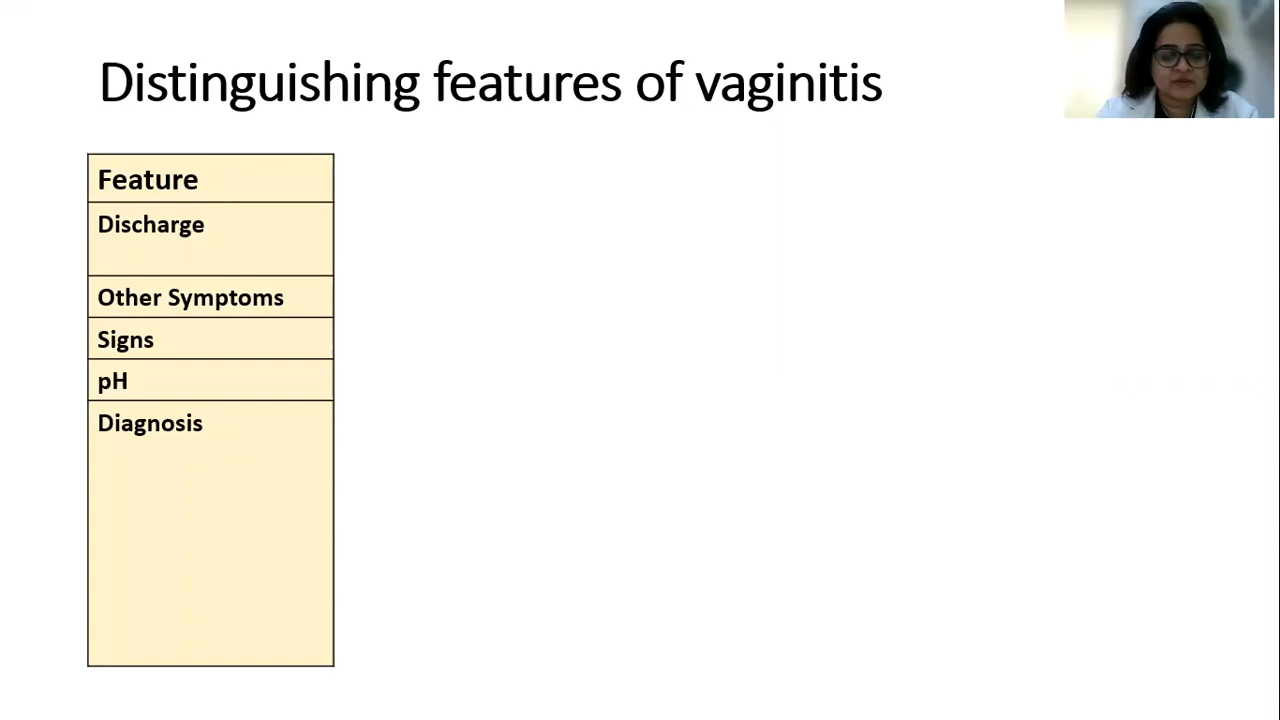 Distinguishing features of vaginitis
Feature
Discharge
Other Symptoms
Signs
pH
Diagnosis